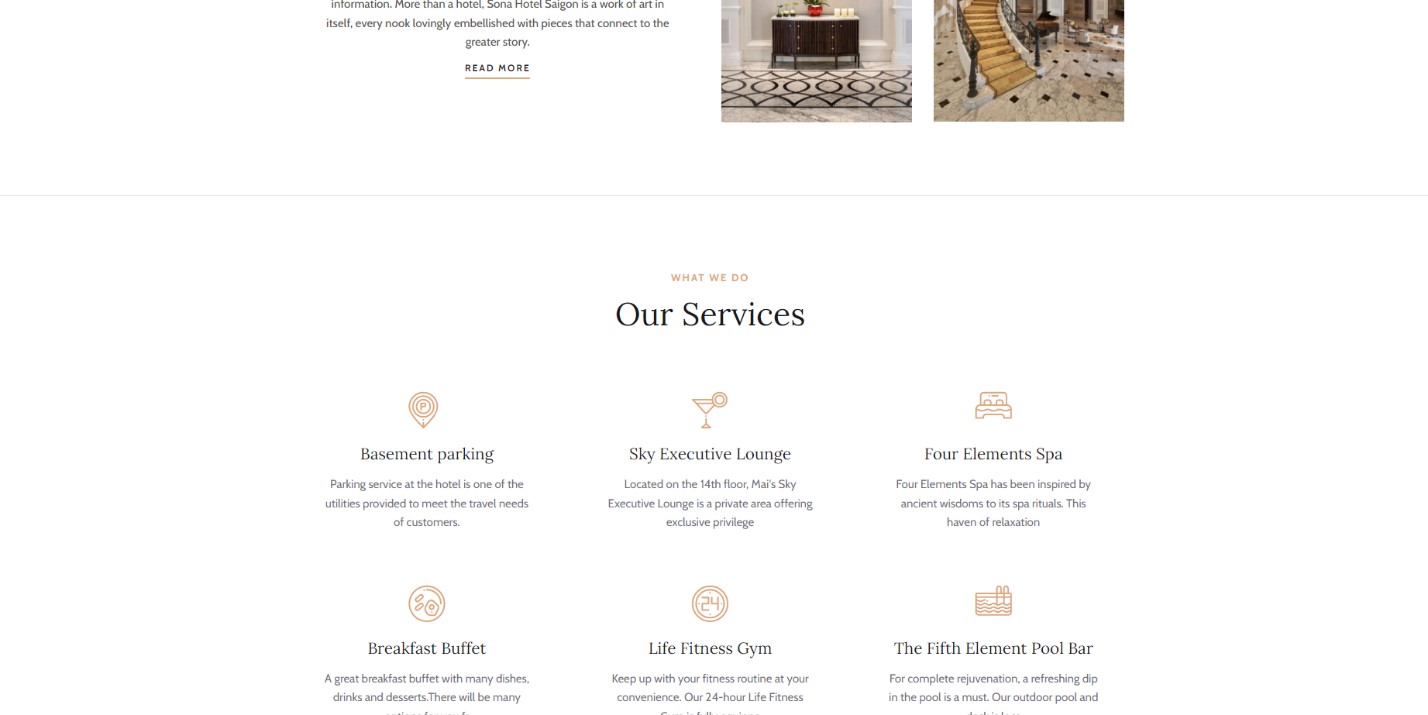 information. More than a hotel, Sona Hotel Saigon is a work of art in
itself, every nook lovingly embellished with pieces that connect to the
greater story.
READ MORE
WHAT WE DO
Our Services
P
Basement parking
Parking service at the hotel is one of the
utilities provided to meet the travel needs
of customers.
Sky Executive Lounge
Located on the 14th floor, Mai's Sky
Executive Lounge is a private area offering
exclusive privilege
Four Elements Spa
Four Elements Spa has been inspired by
ancient wisdoms to its spa rituals. This
haven of relaxation
Breakfast Buffet
A great breakfast buffet with many dishes,
drinks and desserts.There will be many
24
Life Fitness Gym
Keep up with your fitness routine at your
convenience. Our 24-hour Life Fitness
The Fifth Element Pool Bar
For complete rejuvenation, a refreshing dip
in the pool is a must. Our outdoor pool and